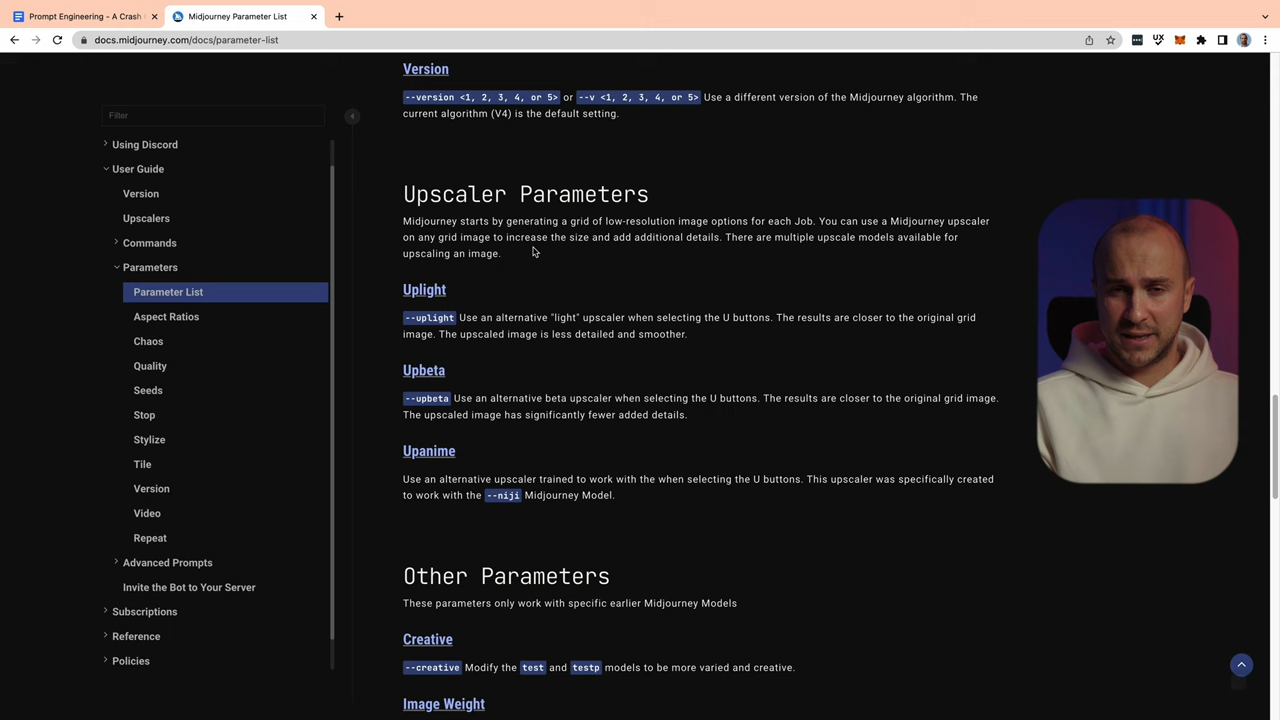 Prompt Engineering - A Crash
Midjourney Parameter List
docs.midjourney.com/docs/parameter-list
UX
Filter
Using Discord
User Guide
Version
Upscalers
Commands
Parameters
Parameter List
Aspect Ratios
Chaos
Quality
Seeds
Stop
Stylize
Tile
Version
Video
Repeat
Advanced Prompts
Invite the Bot to Your Server
Subscriptions
Reference
Policies
Version
--version <1, 2, 3, 4, or 5> or --v <1, 2, 3, 4, or 5> Use a different version of the Midjourney algorithm. The
current algorithm (V4) is the default setting.
Upscaler Parameters
Midjourney starts by generating a grid of low-resolution image options for each Job. You can use a Midjourney upscaler
on any grid image to increase the size and add additional details. There are multiple upscale models available for
upscaling an image.
Uplight
--uplight Use an alternative "light" upscaler when selecting the U buttons. The results are closer to the original grid
image. The upscaled image is less detailed and smoother.
Upbeta
--upbeta Use an alternative beta upscaler when selecting the U buttons. The results are closer to the original grid image.
The upscaled image has significantly fewer added details.
Upanime
Use an alternative upscaler trained to work with the when selecting the U buttons. This upscaler was specifically created
to work with the --niji Midjourney Model.
Other Parameters
These parameters only work with specific earlier Midjourney Models
Creative
--creative Modify the test and testp models to be more varied and creative.
Image Weight